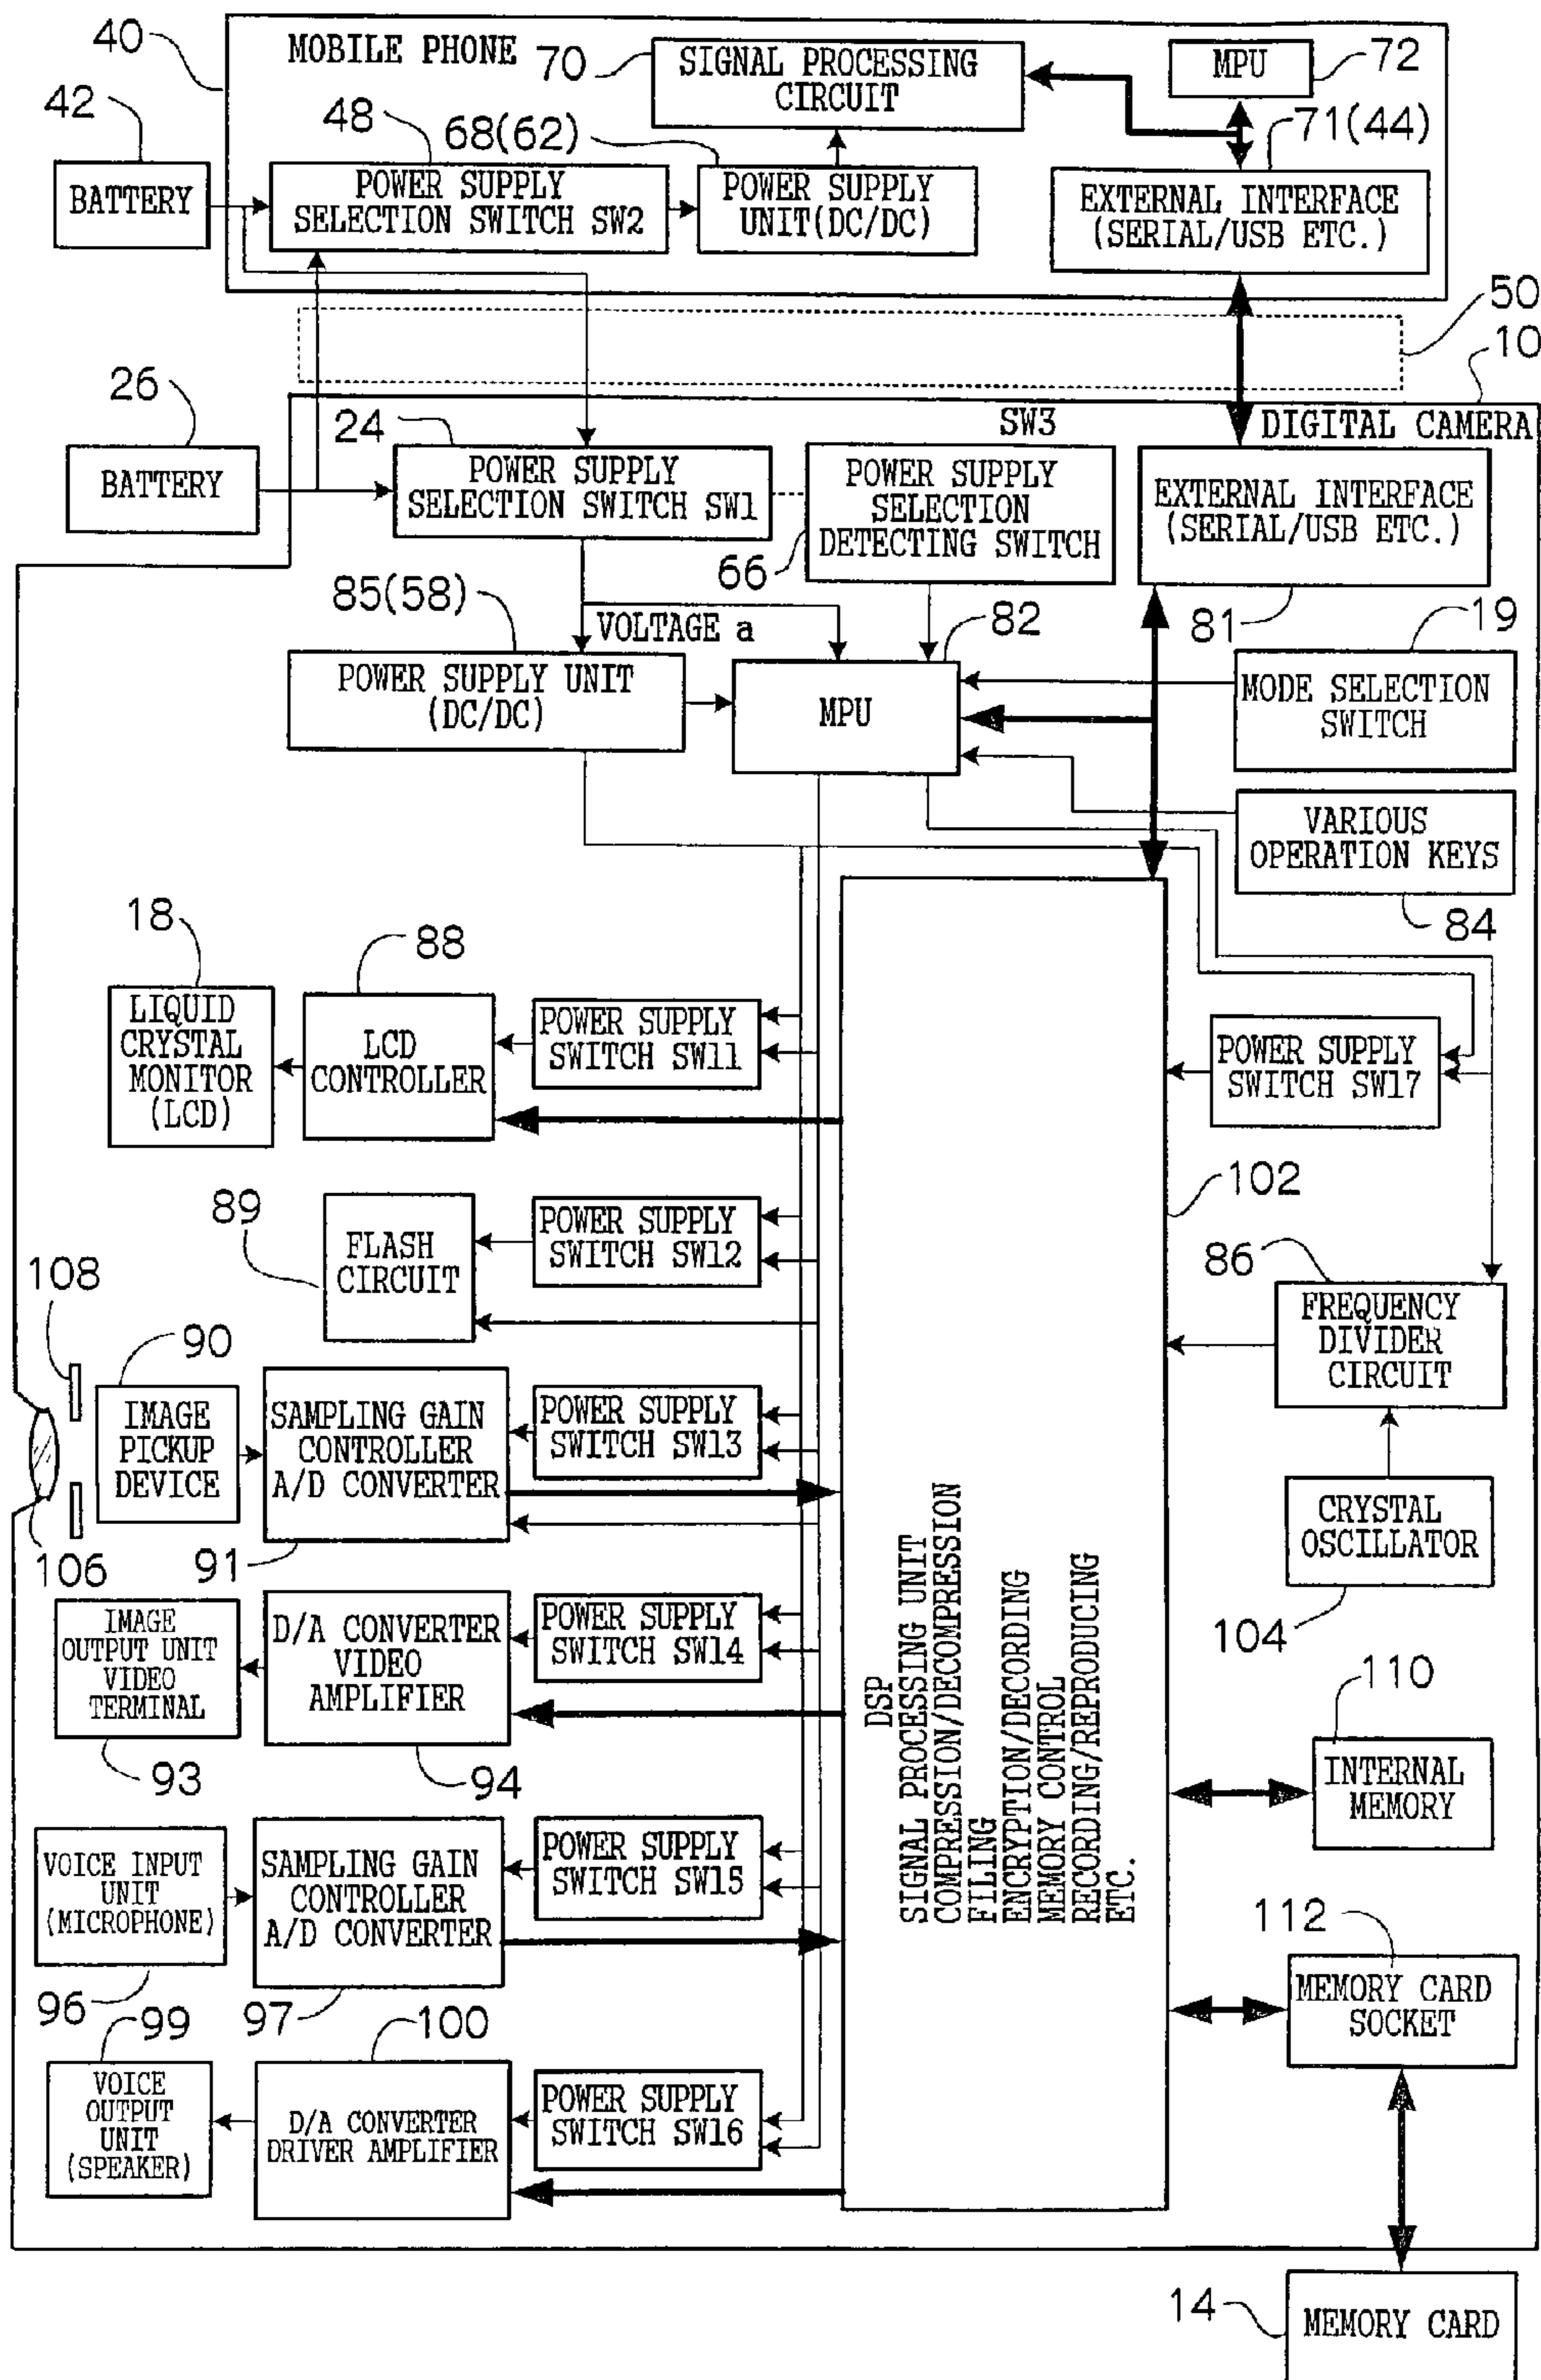 40
MOBILE PHONE
70
SIGNAL PROCESSING
CIRCUIT
MPU
72
42
48
68(62)
71(44)
BATTERY
POWER SUPPLY
SELECTION SWITCH SW2
POWER SUPPLY
UNIT(DC/DC)
EXTERNAL INTERFACE
(SERIAL/USB ETC.)
50
10
26
24
SW3
DIGITAL CAMERA
BATTERY
POWER SUPPLY
SELECTION SWITCH SW1
POWER SUPPLY
SELECTION
DETECTING SWITCH
66
EXTERNAL INTERFACE
(SERIAL/USB ETC.)
85(58)
VOLTAGE a
82
81
19
POWER SUPPLY UNIT
(DC/DC)
MPU
MODE SELECTION
SWITCH
VARIOUS
OPERATION KEYS
84
18
88
LIQUID
CRYSTAL
MONITOR
(LCD)
LCD
CONTROLLER
POWER SUPPLY
SWITCH SW11
POWER SUPPLY
SWITCH SW17
102
89
FLASH
CIRCUIT
POWER SUPPLY
SWITCH SW12
86
FREQUENCY
DIVIDER
CIRCUIT
108
90
IMAGE
PICKUP
DEVICE
SAMPLING GAIN
CONTROLLER
A/D CONVERTER
POWER SUPPLY
SWITCH SW13
106
91
CRYSTAL
OSCILLATOR
104
IMAGE
OUTPUT UNIT
VIDEO
TERMINAL
D/A CONVERTER
VIDEO
AMPLIFIER
POWER SUPPLY
SWITCH SW14
93
94
DSP
SIGNAL PROCESSING UNIT
COMPRESSION/DECOMPRESSION
FILING
ENCRYPTION/DECORDING
MEMORY CONTROL
RECORDING/REPRODUCING
ETC.
110
INTERNAL
MEMORY
VOICE INPUT
UNIT
(MICROPHONE)
SAMPLING GAIN
CONTROLLER
A/D CONVERTER
POWER SUPPLY
SWITCH SW15
96
97
112
MEMORY CARD
SOCKET
99
100
VOICE
OUTPUT
UNIT
(SPEAKER)
D/A CONVERTER
DRIVER AMPLIFIER
POWER SUPPLY
SWITCH SW16
14
MEMORY CARD